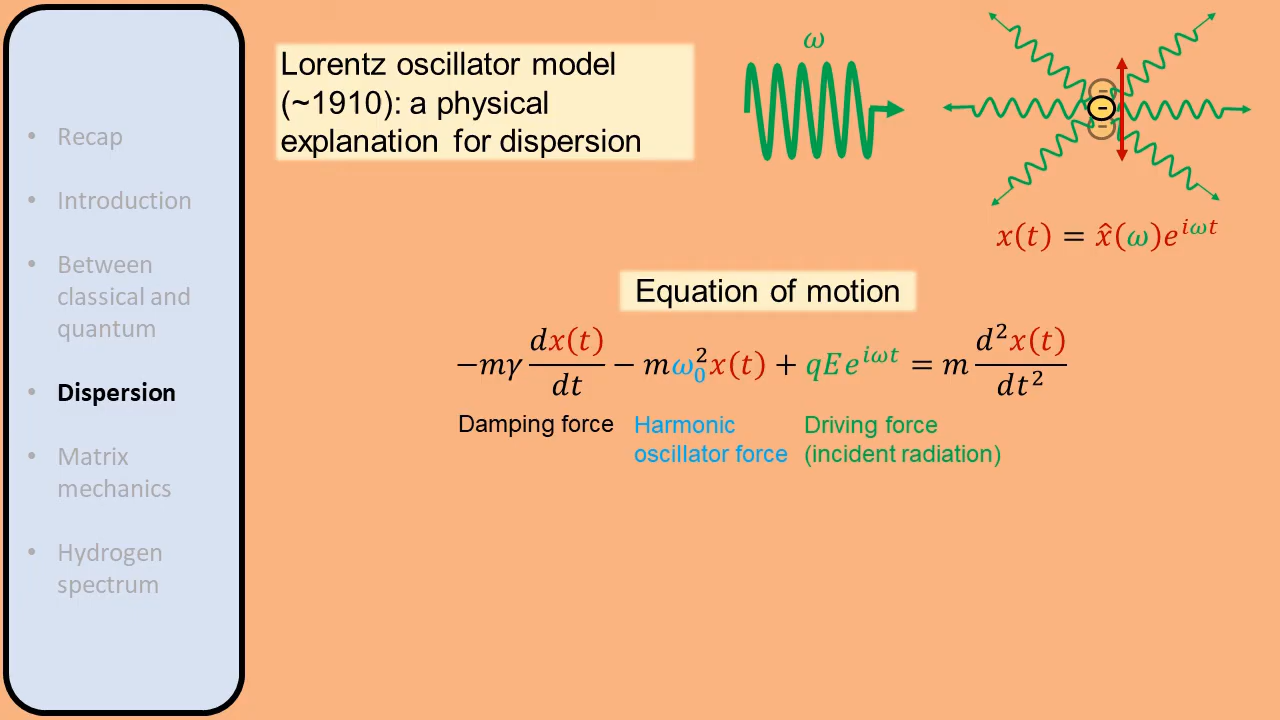 • Recap
• Introduction
• Between
classical and
quantum
• Dispersion
• Matrix
mechanics
• Hydrogen
spectrum
Lorentz oscillator model
(~1910): a physical
explanation for dispersion
ω
−
−
−
x(t) = x̂(ω)e^{iωt}
Equation of motion
−mγ dx(t)/dt − mω₀²x(t) + qEe^{iωt} = m d²x(t)/dt²
Damping force
Harmonic
oscillator force
Driving force
(incident radiation)